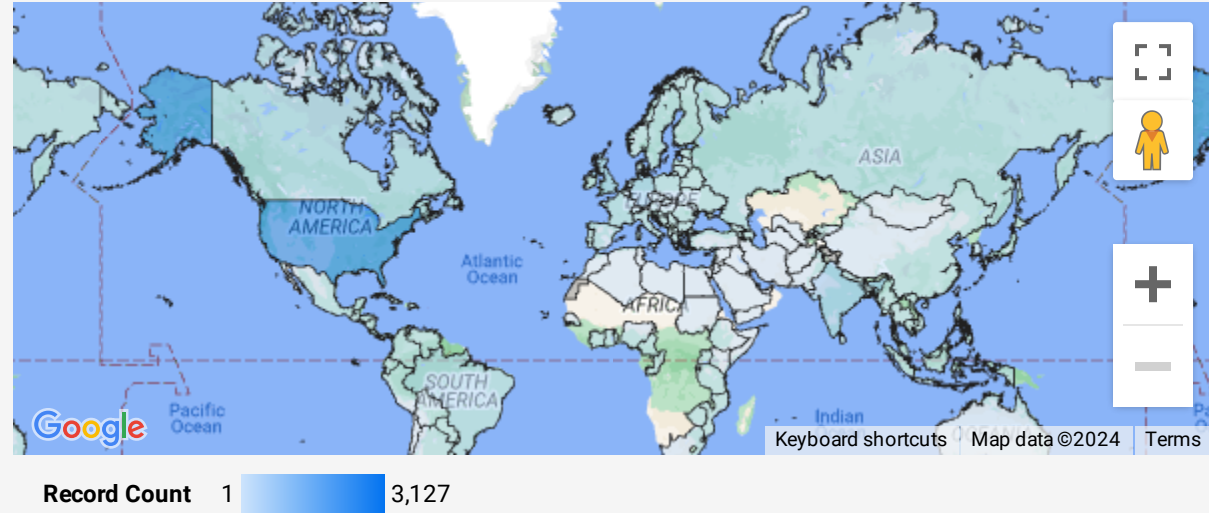 ASIA
NORTH
AMERICA
EUROPE
Atlantic
Ocean
AFRICA
SOUTH
AMERICA
Pacific
Ocean
Indian
Google
Keyboard shortcuts
Map data ©2024
Terms
Record Count 1 3,127